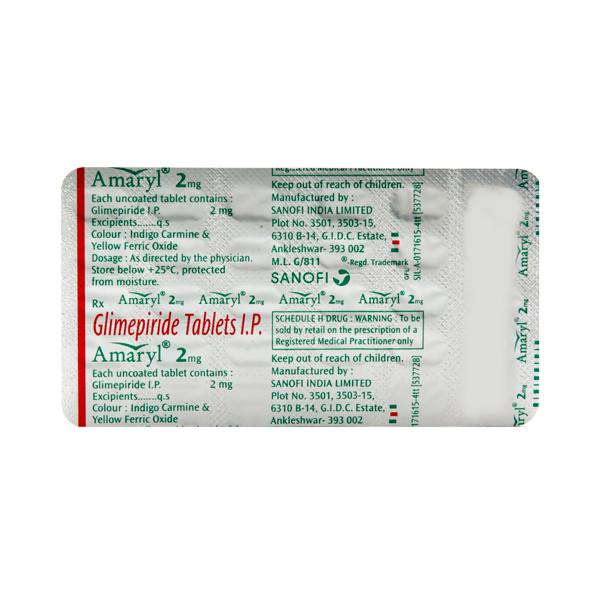 Amaryl® 2mg
Each uncoated tablet contains :
Glimepiride I.P. 2 mg
Excipients.......q.s
Colour : Indigo Carmine &
Yellow Ferric Oxide
Dosage : As directed by the physician.
Store below +25°C, protected
from moisture.
Registered Medical Practitioner only
Keep out of reach of children.
Manufactured by :
SANOFI INDIA LIMITED
Plot No. 3501, 3503-15,
6310 B-14, G.I.D.C. Estate,
Ankleshwar- 393 002
M.L. G/811 ®-Regd. Trademark
SANOFI
SIL-A-0171615-4tt [537728]
Rx Amaryl® 2mg Amaryl® 2mg Amaryl® 2mg Amaryl® 2mg
Glimepiride Tablets I.P.
SCHEDULE H DRUG : WARNING : To be
sold by retail on the prescription of a
Registered Medical Practitioner only
Amaryl® 2mg
Each uncoated tablet contains :
Glimepiride I.P. 2 mg
Excipients.......q.s
Colour : Indigo Carmine &
Yellow Ferric Oxide
Keep out of reach of children.
Manufactured by :
SANOFI INDIA LIMITED
Plot No. 3501, 3503-15,
6310 B-14, G.I.D.C. Estate,
Ankleshwar- 393 002
171615-4tt [537728]
Am
Amaryl® 2mg
Amaryl® 2mg
aryl® 2mg